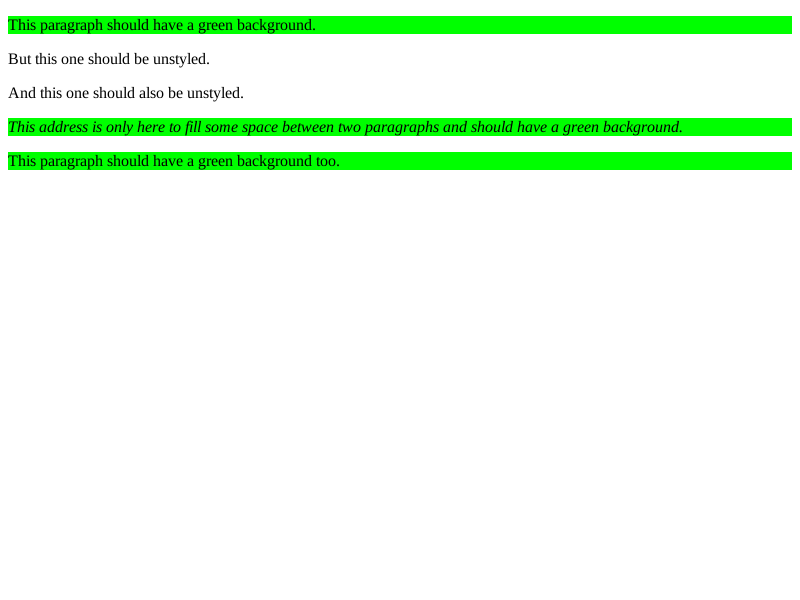 This paragraph should have a green background.
But this one should be unstyled.
And this one should also be unstyled.
This address is only here to fill some space between two paragraphs and should have a green background.
This paragraph should have a green background too.